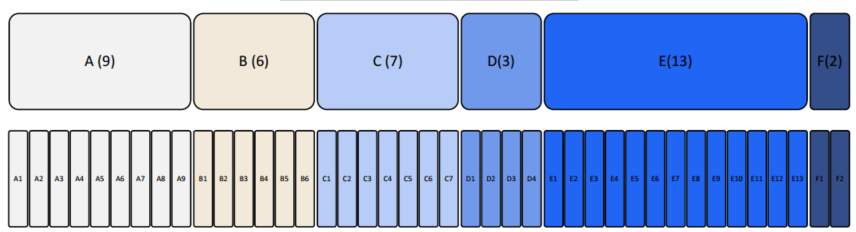 A (9) B (6) C (7) D(3) E(13) F(2)
A1 A2 A3 A4 A5 A6 A7 A8 A9 B1 B2 B3 B4 B5 B6 C1 C2 C3 C4 C5 C6 C7 D1 D2 D3 D4 E1 E2 E3 E4 E5 E6 E7 E8 E9 E10 E11 E12 E13 F1 F2